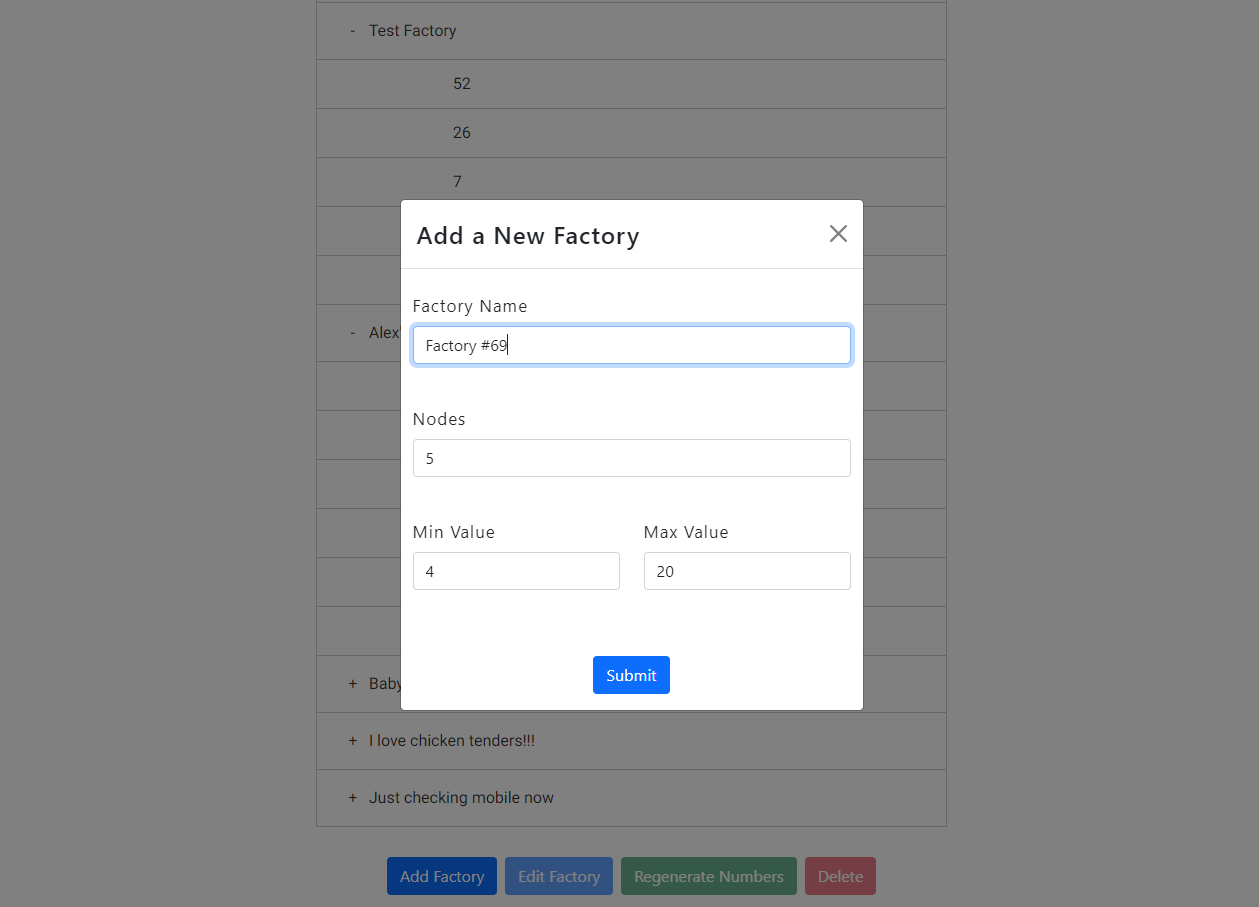 - Test Factory
52
26
7
Add a New Factory
Factory Name
- Alex'
Factory #69
Nodes
5
Min Value Max Value
4 20
Submit
+ Baby
+ I love chicken tenders!!!
+ Just checking mobile now
Add Factory Edit Factory Regenerate Numbers Delete